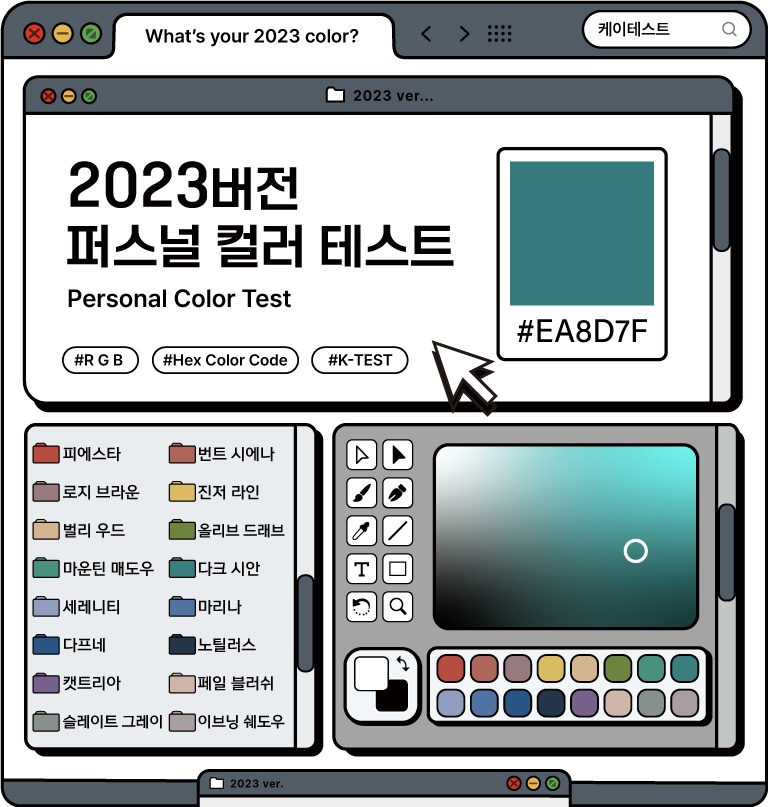 What's your 2023 color?
케이테스트
2023 ver...
2023버전
퍼스널 컬러 테스트
Personal Color Test
#R G B
#Hex Color Code
#K-TEST
#EA8D7F
피에스타
번트 시에나
로지 브라운
진저 라인
벌리 우드
올리브 드래브
마운틴 매도우
다크 시안
세레니티
마리나
다프네
노틸러스
캣트리아
페일 블러쉬
슬레이트 그레이
이브닝 쉐도우
T
2023 ver.